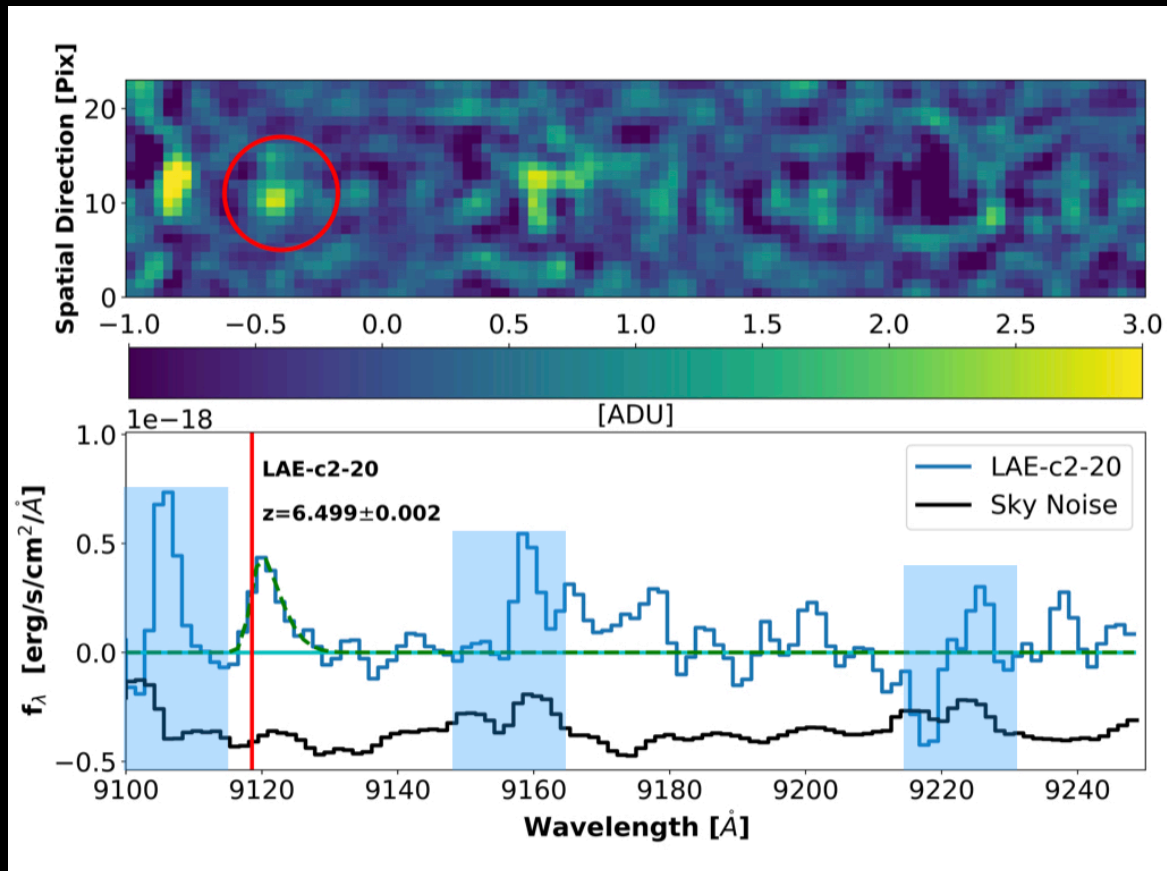 Spatial Direction [Pix]
20
10
0
−1.0 −0.5 0.0 0.5 1.0 1.5 2.0 2.5 3.0
[ADU]
1e−18
f_λ [erg/s/cm²/Å]
1.0
0.5
0.0
−0.5
LAE-c2-20
z=6.499±0.002
LAE-c2-20
Sky Noise
9100 9120 9140 9160 9180 9200 9220 9240
Wavelength [Å]